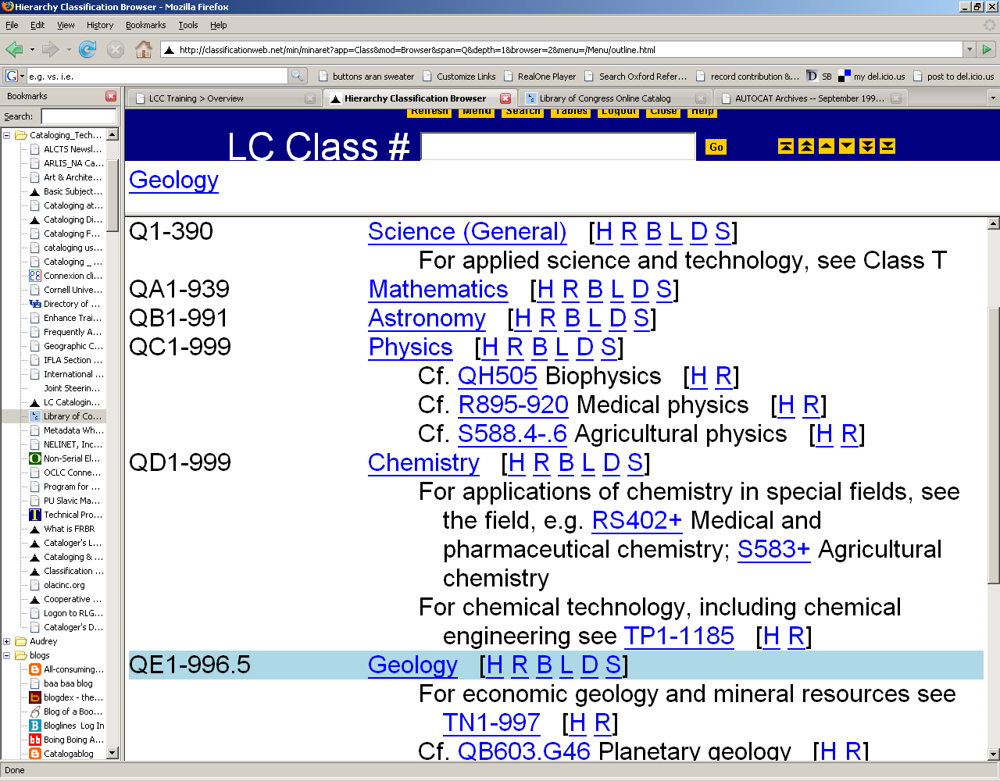 Hierarchy Classification Browser - Mozilla Firefox
File Edit View History Bookmarks Tools Help
http://classificationweb.net/min/minaret?app=Class&mod=Browser&span=Q&depth=1&browser=2&menu=/Menu/outline.html
G e.g. vs. i.e. buttons aran sweater Customize Links RealOne Player Search Oxford Refer... record contribution &... D SB my del.icio.us post to del.icio.us
Bookmarks
LCC Training > Overview Hierarchy Classification Browser Library of Congress Online Catalog AUTOCAT Archives -- September 199...
Search:
Cataloging_Tech...
ALCTS Newsl...
ARLIS_NA Ca...
Art & Archite...
Basic Subject...
Cataloging at...
Cataloging Di...
Cataloging F...
cataloging us...
Cataloging _ ...
Connexion cli...
Cornell Unive...
Directory of ...
Enhance Trai...
Frequently A...
Geographic C...
IFLA Section ...
International ...
Joint Steerin...
LC Catalogin...
Library of Co...
Metadata Wh...
NELINET, Inc...
Non-Serial El...
OCLC Conne...
Program for ...
PU Slavic Ma...
Technical Pro...
What is FRBR
Cataloger's L...
Cataloging & ...
Classification ...
olacinc.org
Cooperative ...
Logon to RLG...
Cataloger's D...
Audrey
blogs
All-consuming...
baa baa blog
blogdex - the...
Blog of a Boo...
Bloglines Log In
Boing Boing A...
Catalogablog
Refresh Menu Search Tables Logout Close Help
LC Class # Go
Geology
Q1-390 Science (General) [H R B L D S]
For applied science and technology, see Class T
QA1-939 Mathematics [H R B L D S]
QB1-991 Astronomy [H R B L D S]
QC1-999 Physics [H R B L D S]
Cf. QH505 Biophysics [H R]
Cf. R895-920 Medical physics [H R]
Cf. S588.4-.6 Agricultural physics [H R]
QD1-999 Chemistry [H R B L D S]
For applications of chemistry in special fields, see
the field, e.g. RS402+ Medical and
pharmaceutical chemistry; S583+ Agricultural
chemistry
For chemical technology, including chemical
engineering see TP1-1185 [H R]
QE1-996.5 Geology [H R B L D S]
For economic geology and mineral resources see
TN1-997 [H R]
Cf. QB603.G46 Planetary geology [H R]
Done